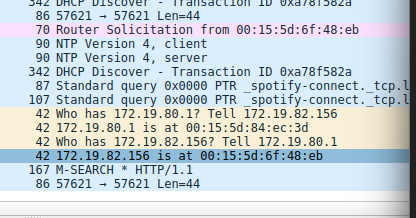 342 DHCP Discover - Transaction ID 0xa78f582a
86 57621 → 57621 Len=44
70 Router Solicitation from 00:15:5d:6f:48:eb
90 NTP Version 4, client
90 NTP Version 4, server
342 DHCP Discover - Transaction ID 0xa78f582a
87 Standard query 0x0000 PTR _spotify-connect._tcp.l
107 Standard query 0x0000 PTR _spotify-connect._tcp.l
42 Who has 172.19.80.1? Tell 172.19.82.156
42 172.19.80.1 is at 00:15:5d:84:ec:3d
42 Who has 172.19.82.156? Tell 172.19.80.1
42 172.19.82.156 is at 00:15:5d:6f:48:eb
167 M-SEARCH * HTTP/1.1
86 57621 → 57621 Len=44